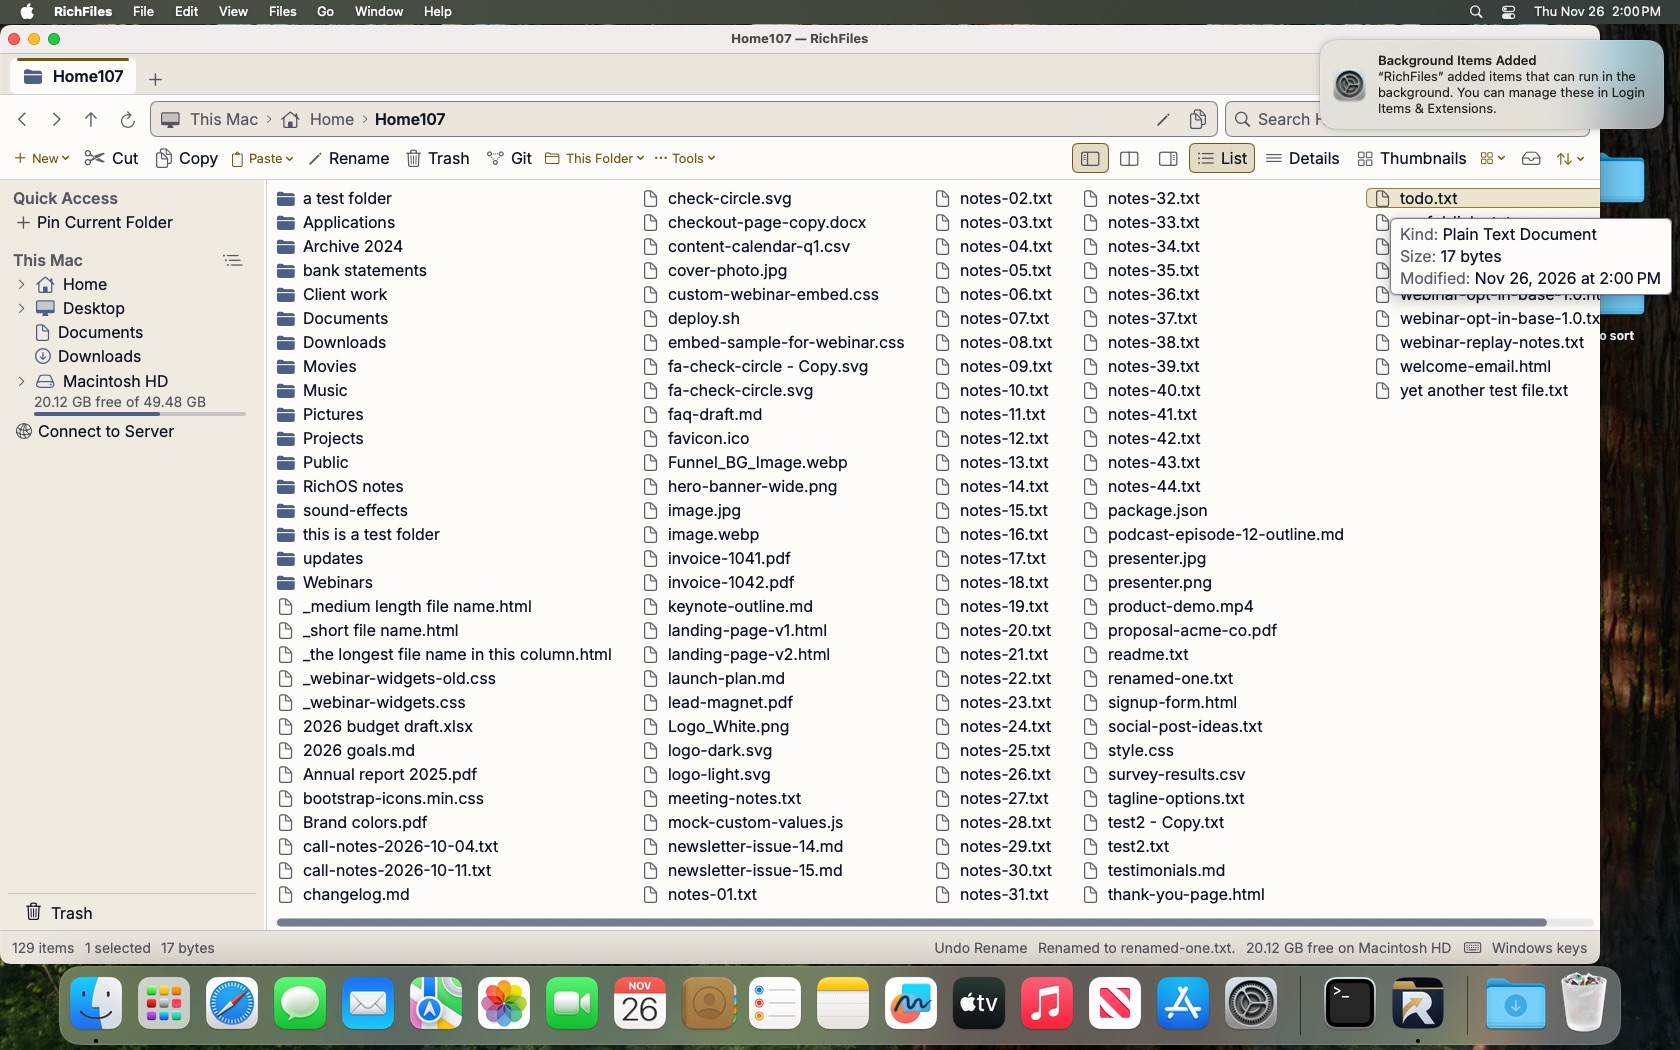 RichFiles File Edit View Files Go Window Help Thu Nov 26 2:00 PM
Home107 — RichFiles
Background Items Added
“RichFiles” added items that can run in the
background. You can manage these in Login
Items & Extensions.
Home107
This Mac Home Home107
Search
New Cut Copy Paste Rename Trash Git This Folder Tools List Details Thumbnails
Quick Access
Pin Current Folder
This Mac
Home
Desktop
Documents
Downloads
Macintosh HD
20.12 GB free of 49.48 GB
Connect to Server
Trash
a test folder
Applications
Archive 2024
bank statements
Client work
Documents
Downloads
Movies
Music
Pictures
Projects
Public
RichOS notes
sound-effects
this is a test folder
updates
Webinars
_medium length file name.html
_short file name.html
_the longest file name in this column.html
_webinar-widgets-old.css
_webinar-widgets.css
2026 budget draft.xlsx
2026 goals.md
Annual report 2025.pdf
bootstrap-icons.min.css
Brand colors.pdf
call-notes-2026-10-04.txt
call-notes-2026-10-11.txt
changelog.md
check-circle.svg
checkout-page-copy.docx
content-calendar-q1.csv
cover-photo.jpg
custom-webinar-embed.css
deploy.sh
embed-sample-for-webinar.css
fa-check-circle - Copy.svg
fa-check-circle.svg
faq-draft.md
favicon.ico
Funnel_BG_Image.webp
hero-banner-wide.png
image.jpg
image.webp
invoice-1041.pdf
invoice-1042.pdf
keynote-outline.md
landing-page-v1.html
landing-page-v2.html
launch-plan.md
lead-magnet.pdf
Logo_White.png
logo-dark.svg
logo-light.svg
meeting-notes.txt
mock-custom-values.js
newsletter-issue-14.md
newsletter-issue-15.md
notes-01.txt
notes-02.txt
notes-03.txt
notes-04.txt
notes-05.txt
notes-06.txt
notes-07.txt
notes-08.txt
notes-09.txt
notes-10.txt
notes-11.txt
notes-12.txt
notes-13.txt
notes-14.txt
notes-15.txt
notes-16.txt
notes-17.txt
notes-18.txt
notes-19.txt
notes-20.txt
notes-21.txt
notes-22.txt
notes-23.txt
notes-24.txt
notes-25.txt
notes-26.txt
notes-27.txt
notes-28.txt
notes-29.txt
notes-30.txt
notes-31.txt
notes-32.txt
notes-33.txt
notes-34.txt
notes-35.txt
notes-36.txt
notes-37.txt
notes-38.txt
notes-39.txt
notes-40.txt
notes-41.txt
notes-42.txt
notes-43.txt
notes-44.txt
package.json
podcast-episode-12-outline.md
presenter.jpg
presenter.png
product-demo.mp4
proposal-acme-co.pdf
readme.txt
renamed-one.txt
signup-form.html
social-post-ideas.txt
style.css
survey-results.csv
tagline-options.txt
test2 - Copy.txt
test2.txt
testimonials.md
thank-you-page.html
todo.txt
Kind: Plain Text Document
Size: 17 bytes
Modified: Nov 26, 2026 at 2:00 PM
webinar-opt-in-base-1.0.tx
webinar-replay-notes.txt
welcome-email.html
yet another test file.txt
o sort
129 items 1 selected 17 bytes
Undo Rename Renamed to renamed-one.txt. 20.12 GB free on Macintosh HD Windows keys
NOV
26
tv